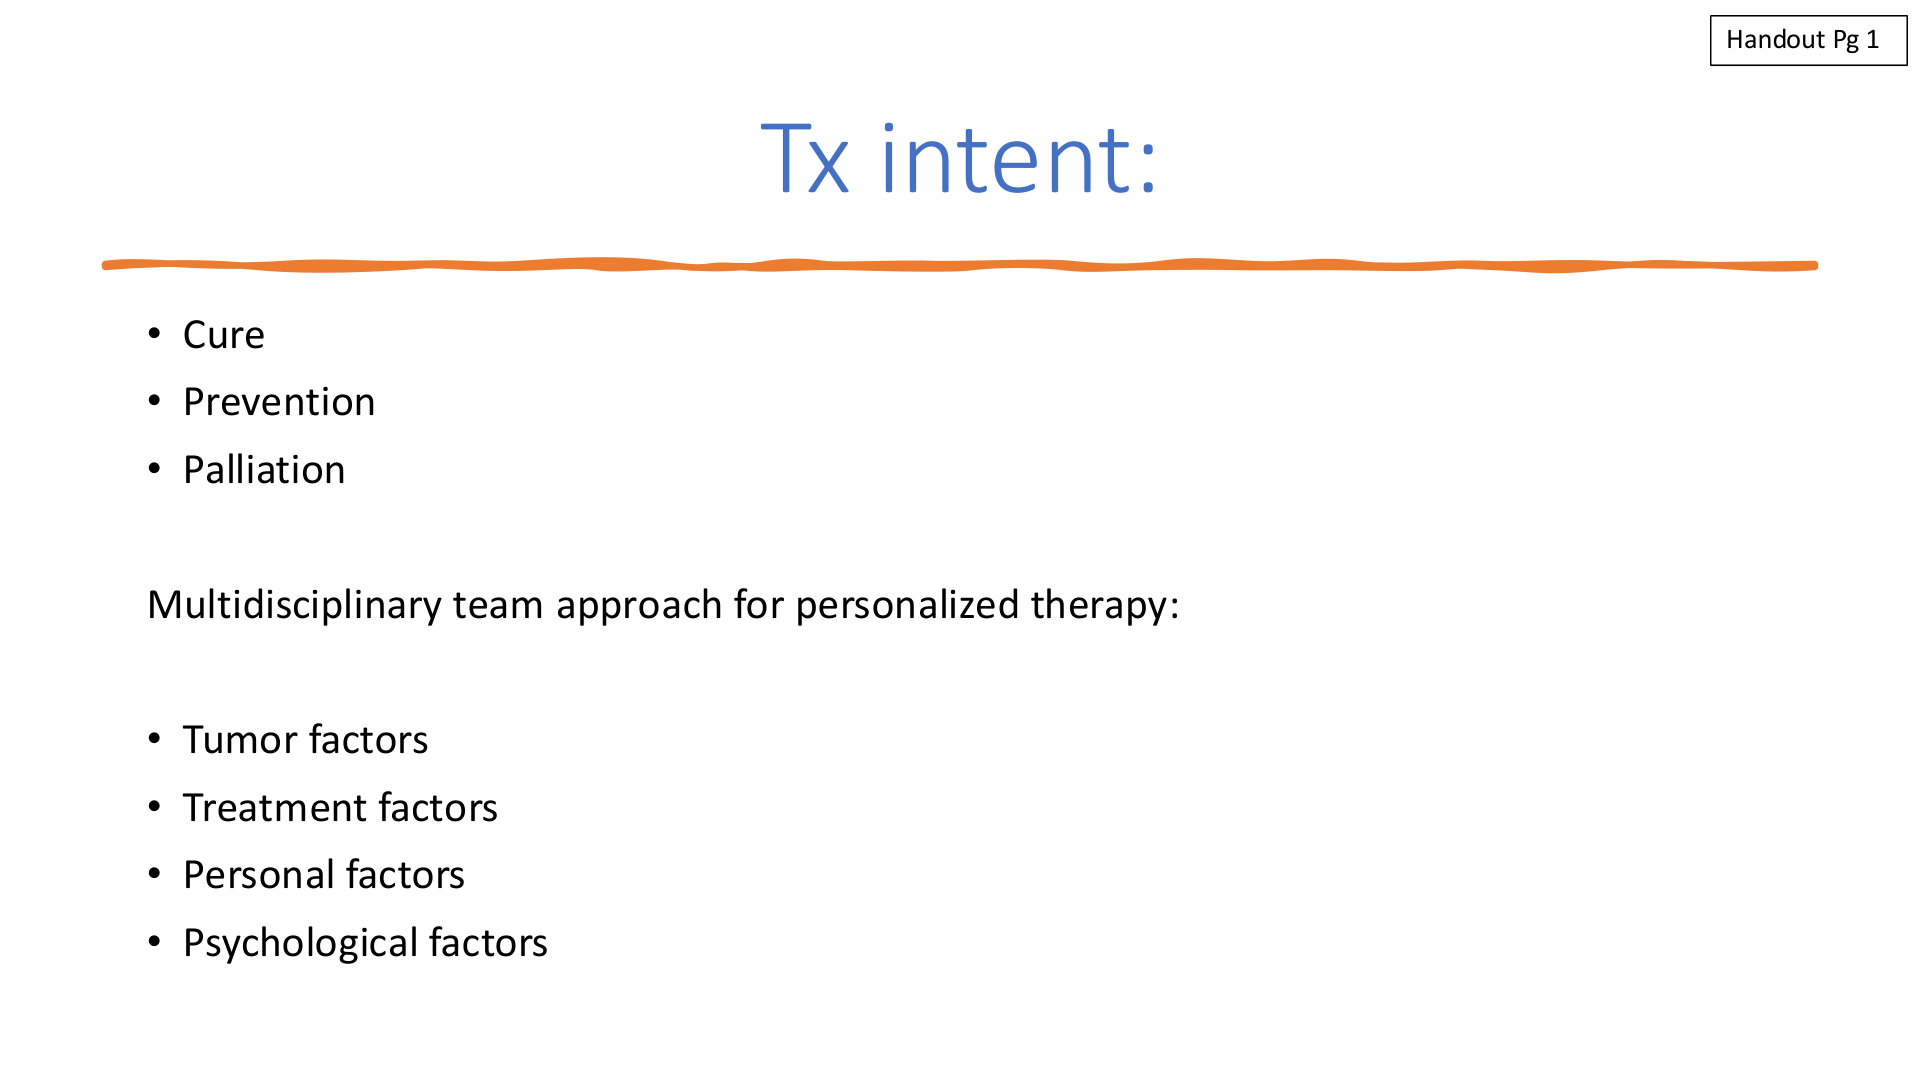 Handout Pg 1
Tx intent:
• Cure
• Prevention
• Palliation
Multidisciplinary team approach for personalized therapy:
• Tumor factors
• Treatment factors
• Personal factors
• Psychological factors